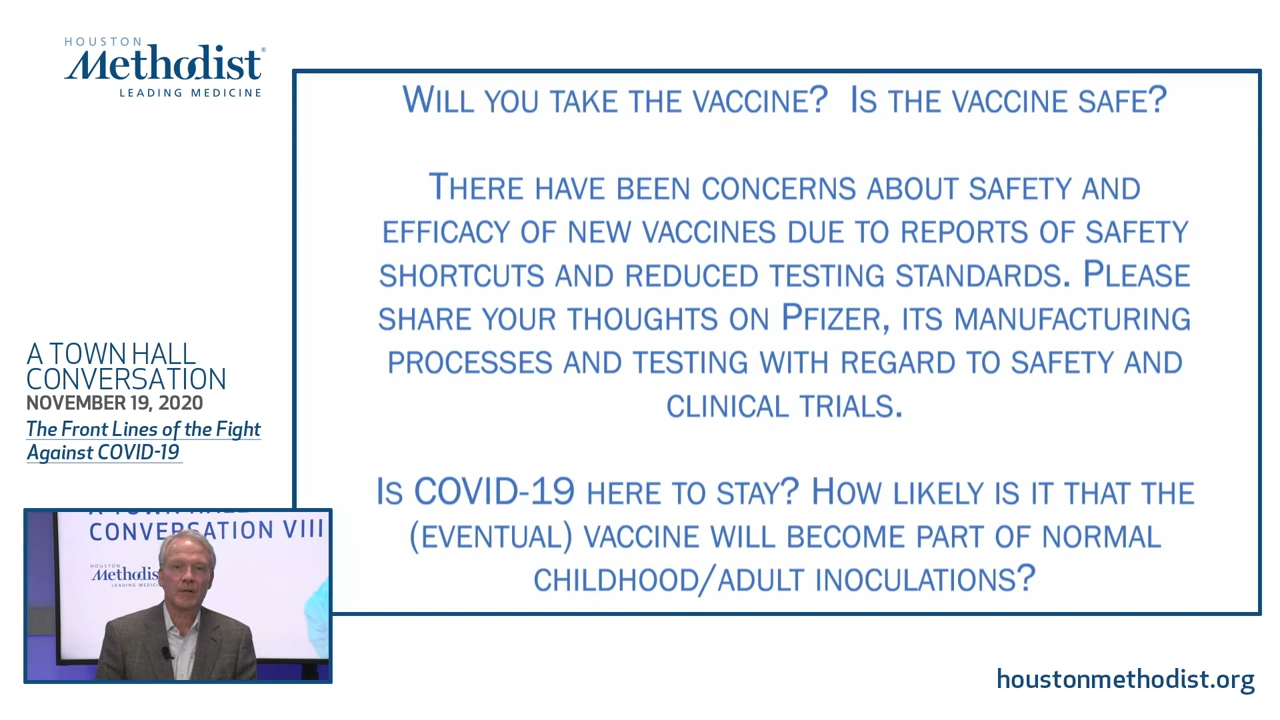 HOUSTON
Methodist®
LEADING MEDICINE
WILL YOU TAKE THE VACCINE? IS THE VACCINE SAFE?
THERE HAVE BEEN CONCERNS ABOUT SAFETY AND
EFFICACY OF NEW VACCINES DUE TO REPORTS OF SAFETY
SHORTCUTS AND REDUCED TESTING STANDARDS. PLEASE
SHARE YOUR THOUGHTS ON PFIZER, ITS MANUFACTURING
PROCESSES AND TESTING WITH REGARD TO SAFETY AND
CLINICAL TRIALS.
IS COVID-19 HERE TO STAY? HOW LIKELY IS IT THAT THE
(EVENTUAL) VACCINE WILL BECOME PART OF NORMAL
CHILDHOOD/ADULT INOCULATIONS?
A TOWN HALL
CONVERSATION
NOVEMBER 19, 2020
The Front Lines of the Fight
Against COVID-19
A TOWN HALL
CONVERSATION VIII
HOUSTON
Methodist
LEADING MEDICINE
houstonmethodist.org